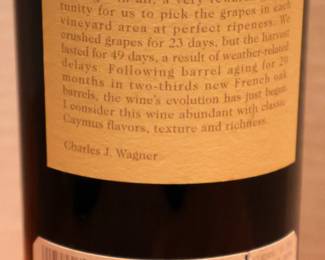 in all, a very
tunity for us to pick the grapes in each
vineyard area at perfect ripeness. We
crushed grapes for 23 days, but the harvest
lasted for 49 days, a result of weather-related
delays. Following barrel aging for 20
months in two-thirds new French oak
barrels, the wine's evolution has just begun.
I consider this wine abundant with classic
Caymus flavors, texture and richness.
Charles J. Wagner